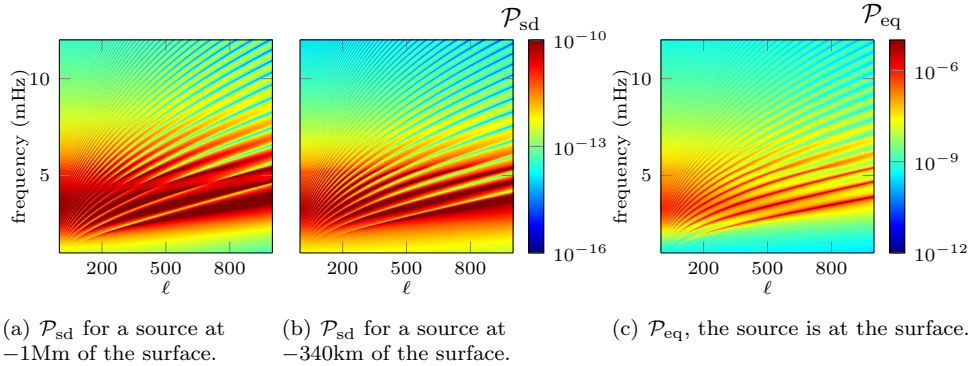 𝒫sd
𝒫eq
frequency (mHz)
10
5
200 500 800
ℓ
200 500 800
ℓ
10⁻¹⁰
10⁻¹³
10⁻¹⁶
frequency (mHz)
10
5
200 500 800
ℓ
10⁻⁶
10⁻⁹
10⁻¹²
(a) 𝒫sd for a source at
−1Mm of the surface.
(b) 𝒫sd for a source at
−340km of the surface.
(c) 𝒫eq, the source is at the surface.